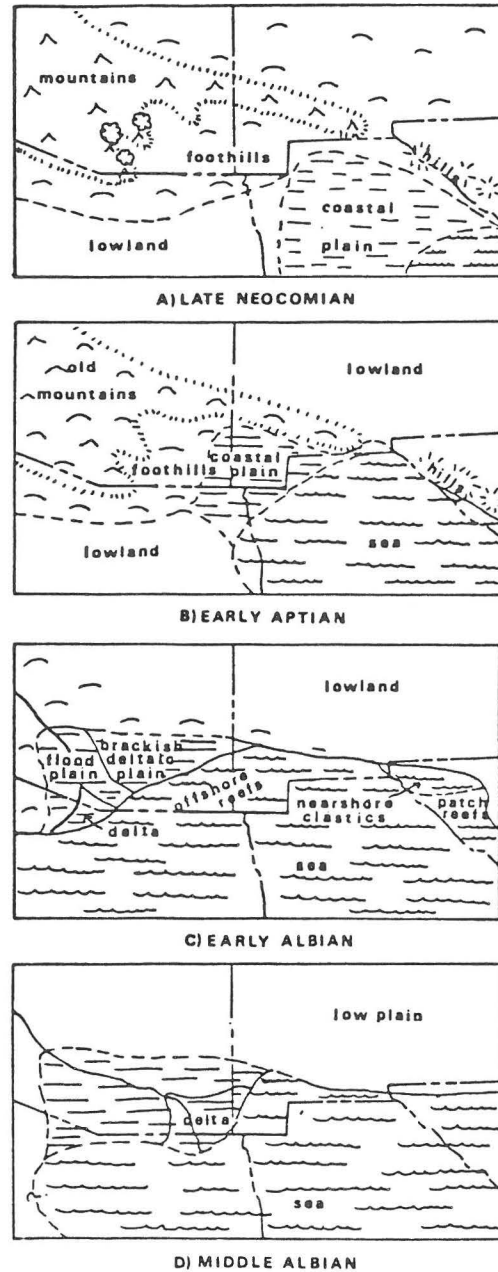 mountains
foothills
hills
coastal
plain
lowland
A) LATE NEOCOMIAN
old
mountains
lowland
coastal
foothills plain
hills
lowland
sea
B) EARLY APTIAN
lowland
brackish
flood deltaic
plain plain
offshore
reefs
delta
nearshore
clastics
patch
reefs
sea
C) EARLY ALBIAN
low plain
delta
sea
?
D) MIDDLE ALBIAN